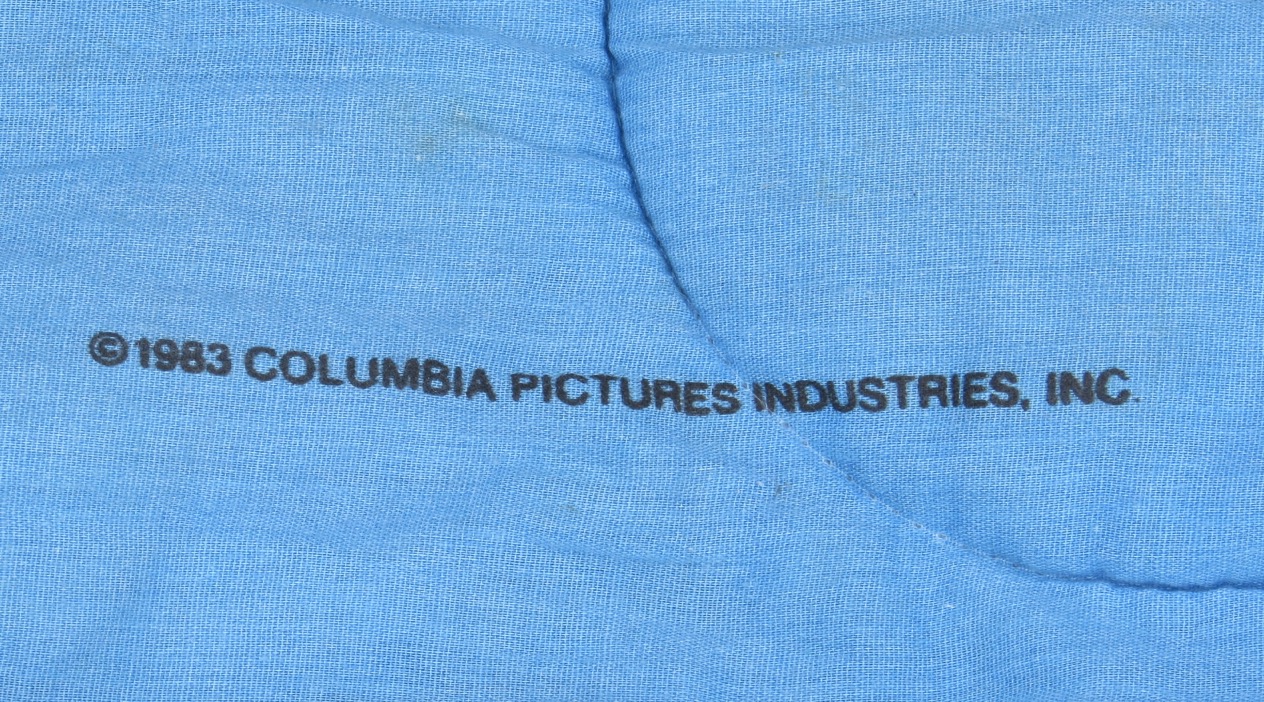 ©1983 COLUMBIA PICTURES INDUSTRIES, INC.